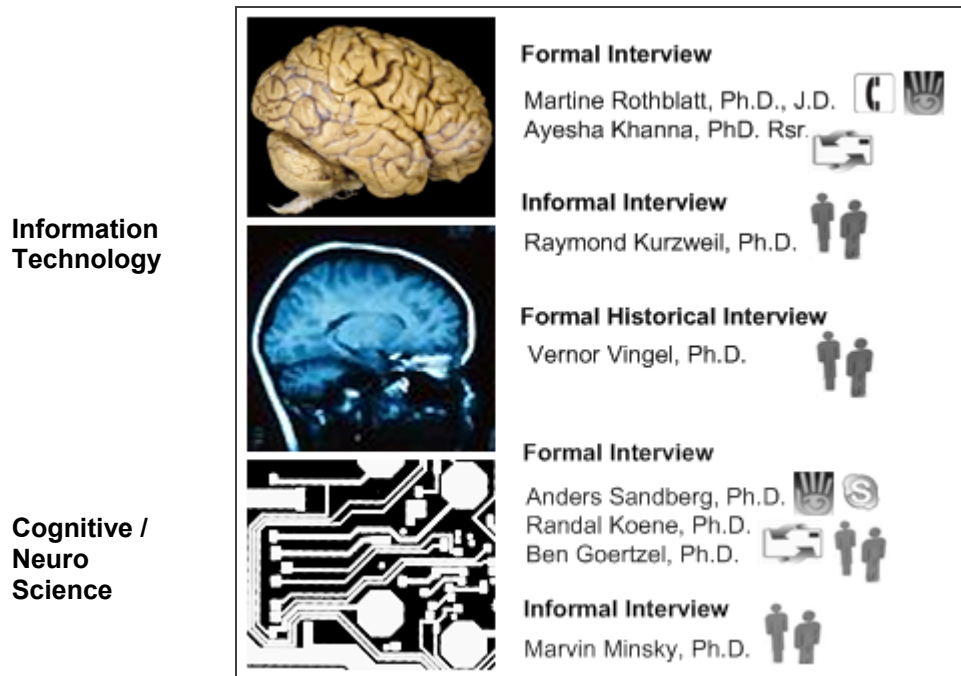 Information
Technology
Formal Interview
Martine Rothblatt, Ph.D., J.D.
Ayesha Khanna, PhD. Rsr.
Informal Interview
Raymond Kurzweil, Ph.D.
Formal Historical Interview
Vernor Vingel, Ph.D.
Cognitive /
Neuro
Science
Formal Interview
Anders Sandberg, Ph.D.
Randal Koene, Ph.D.
Ben Goertzel, Ph.D.
Informal Interview
Marvin Minsky, Ph.D.